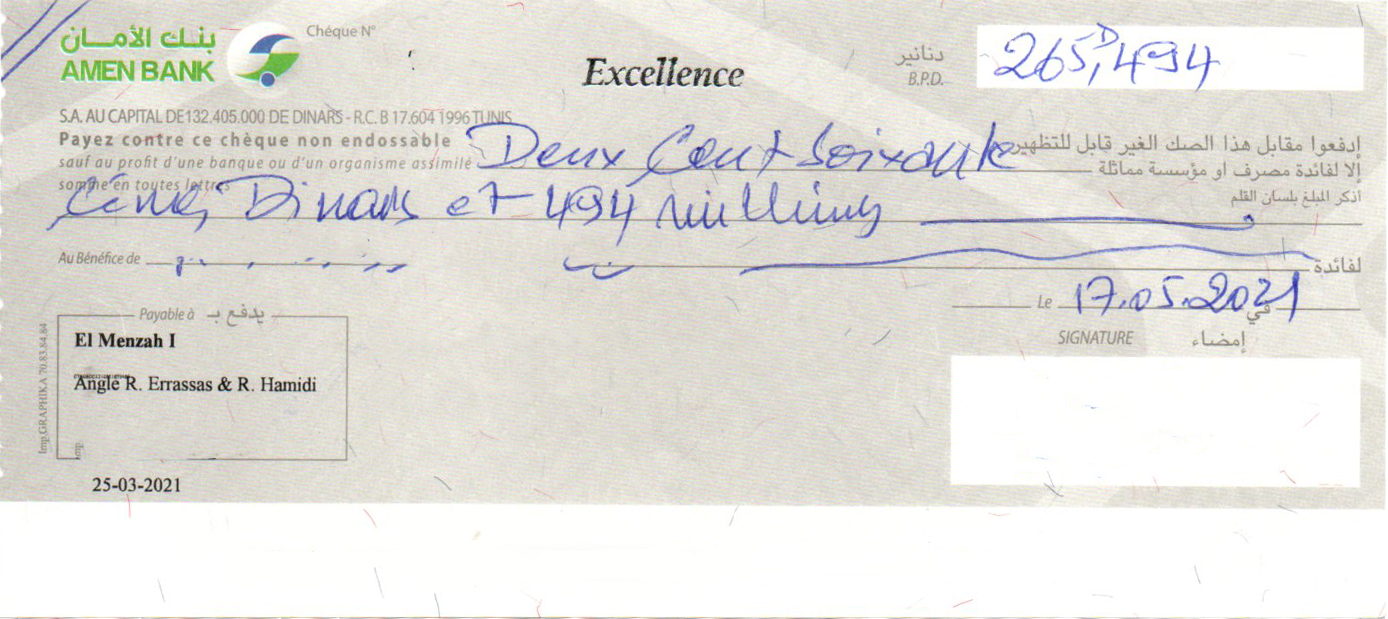 بنك الأمان
AMEN BANK
Chéque N°
Excellence
دنانير
B.P.D.
265,494
D
S.A. AU CAPITAL DE132.405.000 DE DINARS - R.C. B 17.604 1996 TUNIS
Payez contre ce chèque non endossable
sauf au profit d'une banque ou d'un organisme assimilé
somme en toutes lettres
إدفعوا مقابل هذا الصك الغير قابل للتظهير
إلا لفائدة مصرف او مؤسسة مماثلة
اذكر المبلغ بلسان القلم
Deux Cent Soixante
Cinq Dinars et 494 millimes
Au Bénéfice de
لفائدة
Le 17.05.2021 في
SIGNATURE إمضاء
Payable à يدفع بـ
El Menzah I
Angle R. Errassas & R. Hamidi
Imp.GRAPHIKA 70.83.84.84
Imp
25-03-2021